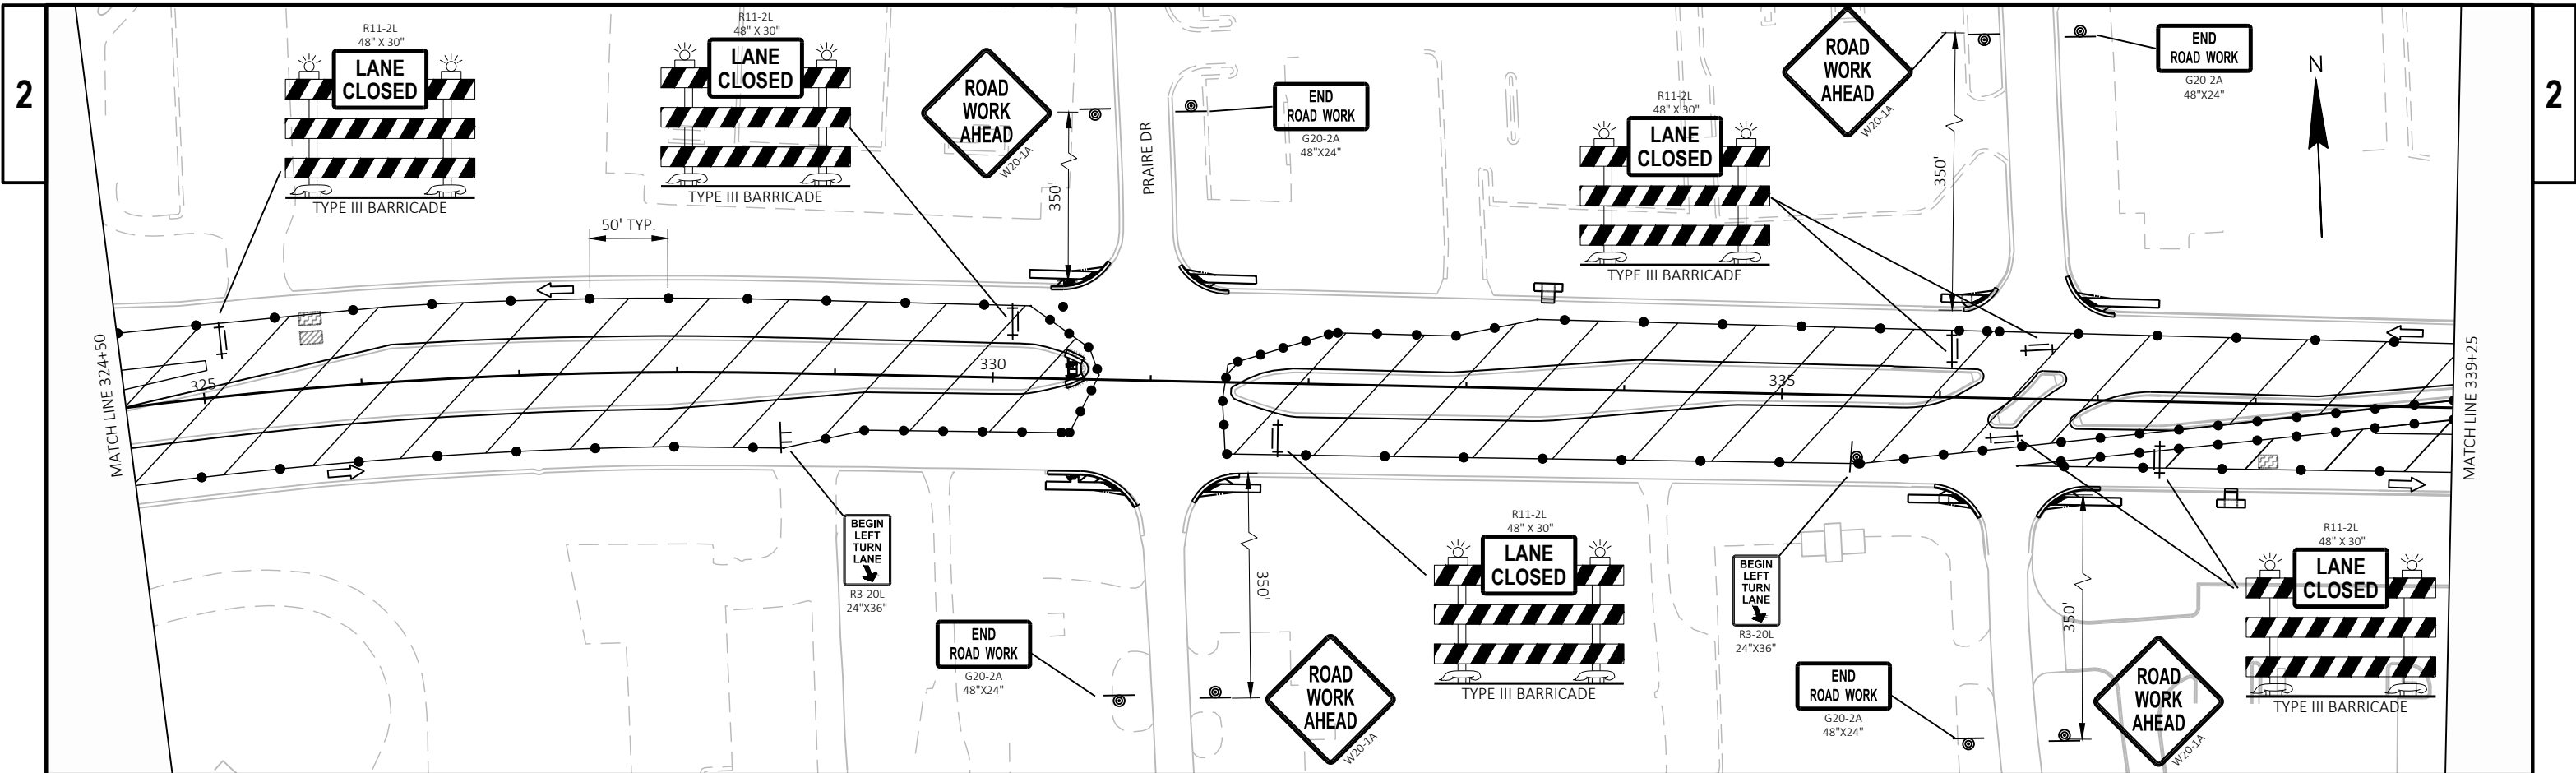 2
R11-2L
48" X 30"
LANE
CLOSED
TYPE III BARRICADE
R11-2L
48" X 30"
LANE
CLOSED
TYPE III BARRICADE
ROAD
WORK
AHEAD
W20-1A
350'
PRAIRE DR
END
ROAD WORK
G20-2A
48"X24"
R11-2L
48" X 30"
LANE
CLOSED
TYPE III BARRICADE
ROAD
WORK
AHEAD
W20-1A
350'
END
ROAD WORK
G20-2A
48"X24"
N
2
50' TYP.
MATCH LINE 324+50
325
330
335
MATCH LINE 339+25
BEGIN
LEFT
TURN
LANE
R3-20L
24"X36"
END
ROAD WORK
G20-2A
48"X24"
350'
ROAD
WORK
AHEAD
W20-1A
R11-2L
48" X 30"
LANE
CLOSED
TYPE III BARRICADE
BEGIN
LEFT
TURN
LANE
R3-20L
24"X36"
END
ROAD WORK
G20-2A
48"X24"
350'
ROAD
WORK
AHEAD
W20-1A
R11-2L
48" X 30"
LANE
CLOSED
TYPE III BARRICADE